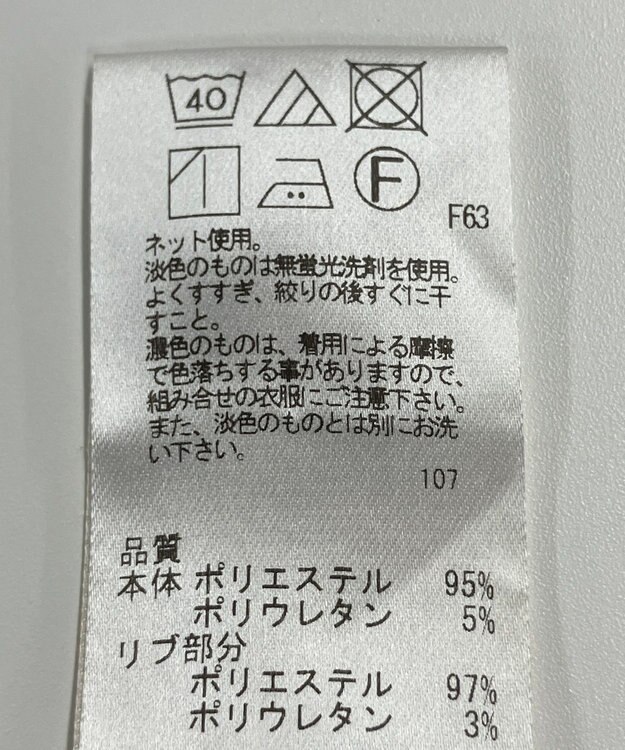 40
F
F63
ネット使用。
淡色のものは無蛍光洗剤を使用。
よくすすぎ、絞りの後すぐに干
すこと。
濃色のものは、着用による摩擦
で色落ちする事がありますので、
組み合せの衣服にご注意下さい。
また、淡色のものとは別にお洗
い下さい。
107
品質
本体 ポリエステル 95%
ポリウレタン 5%
リブ部分
ポリエステル 97%
ポリウレタン 3%